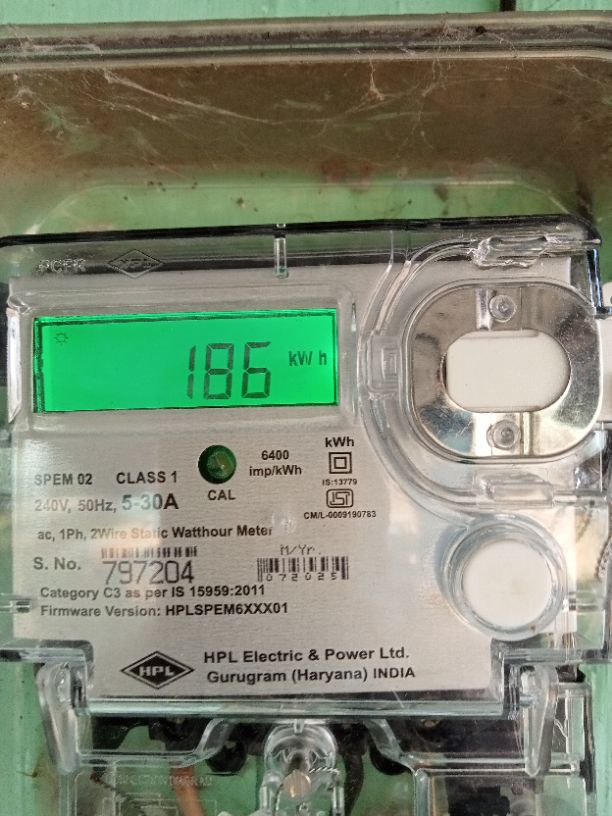 186 kWh
SPEM 02 CLASS 1
240V, 50Hz, 5-30A
CAL
6400
imp/kWh
kWh
IS:13779
ISI
CM/L-0009190783
ac, 1Ph, 2Wire Static Watthour Meter
S. No. 797204
M/Yr.
072025
Category C3 as per IS 15959:2011
Firmware Version: HPLSPEM6XXX01
HPL
HPL Electric & Power Ltd.
Gurugram (Haryana) INDIA